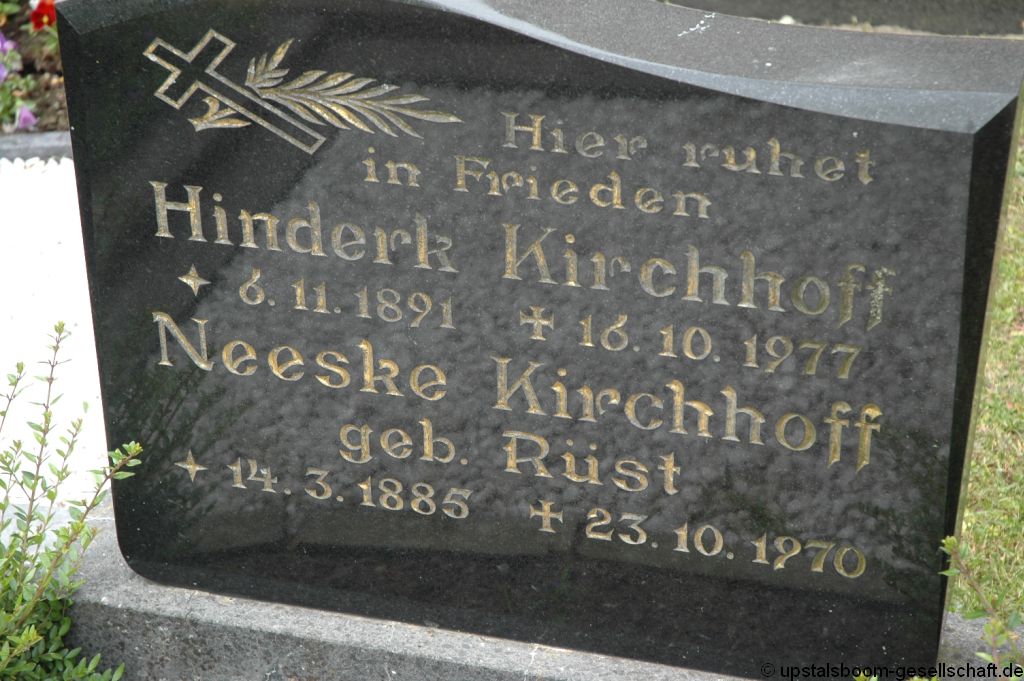 Hier ruhet
in Frieden
Hinderk Kirchhoff
6. 11. 1891 16. 10. 1977
Neeske Kirchhoff
geb. Rüst
14. 3. 1885 23. 10. 1970
© upstalsboom-gesellschaft.de